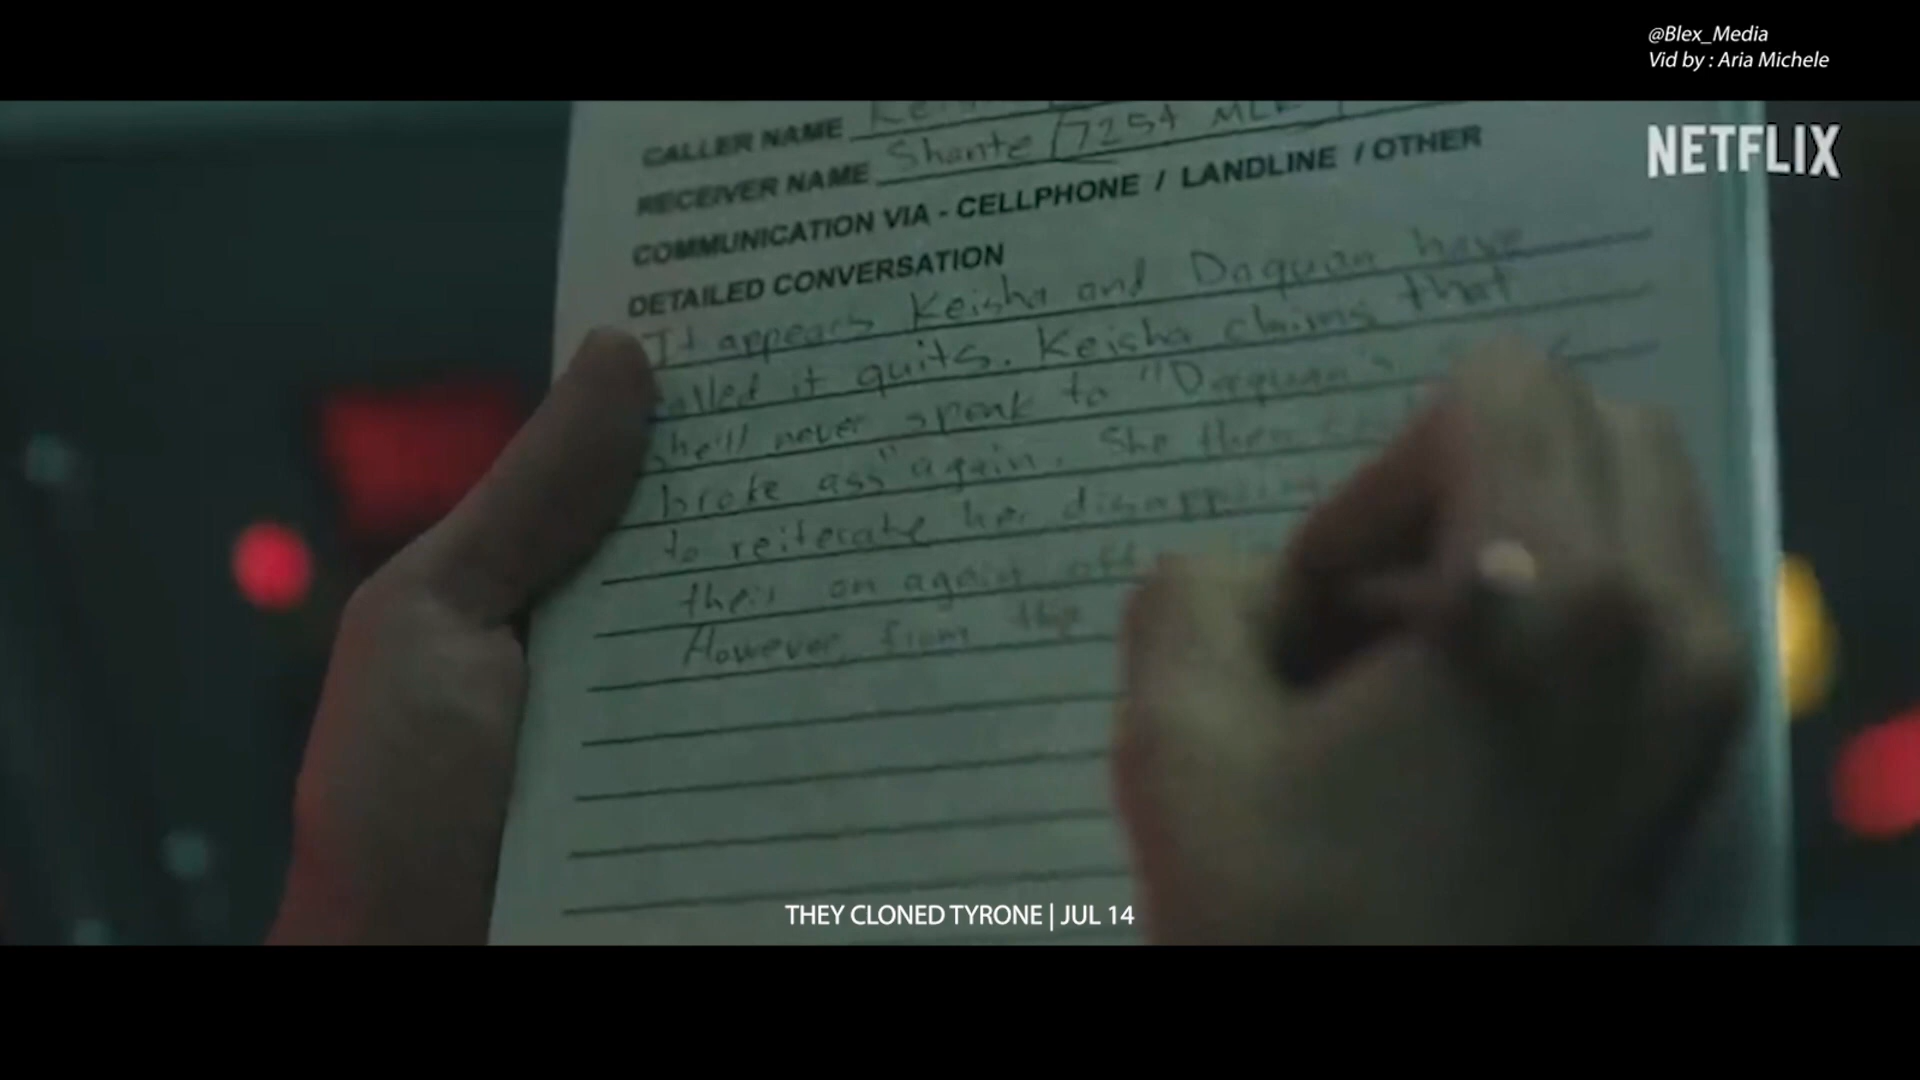 @Blex_Media
Vid by : Aria Michele
NETFLIX
CALLER NAME
RECEIVER NAME Shante / 7254 MLK
COMMUNICATION VIA - CELLPHONE / LANDLINE / OTHER
DETAILED CONVERSATION
It appears Keisha and Daquan have
called it quits. Keisha claims that
she'll never speak to "Daquan's
broke ass" again. She then
to reiterate her
their on again off
However, from the
THEY CLONED TYRONE | JUL 14